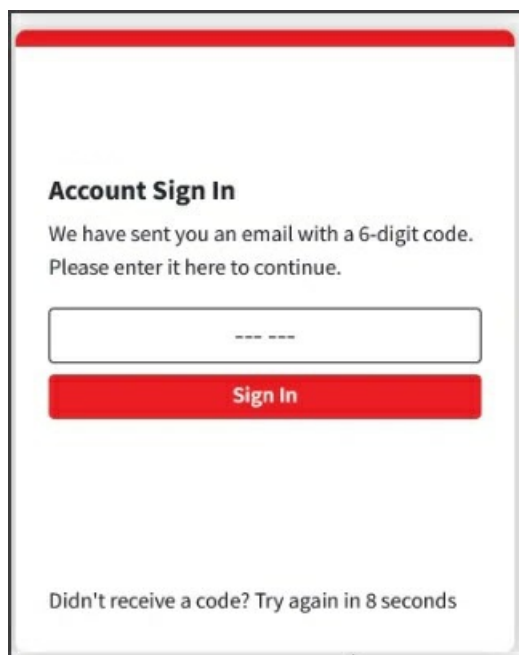 Account Sign In
We have sent you an email with a 6-digit code.
Please enter it here to continue.
--- ---
Sign In
Didn't receive a code? Try again in 8 seconds